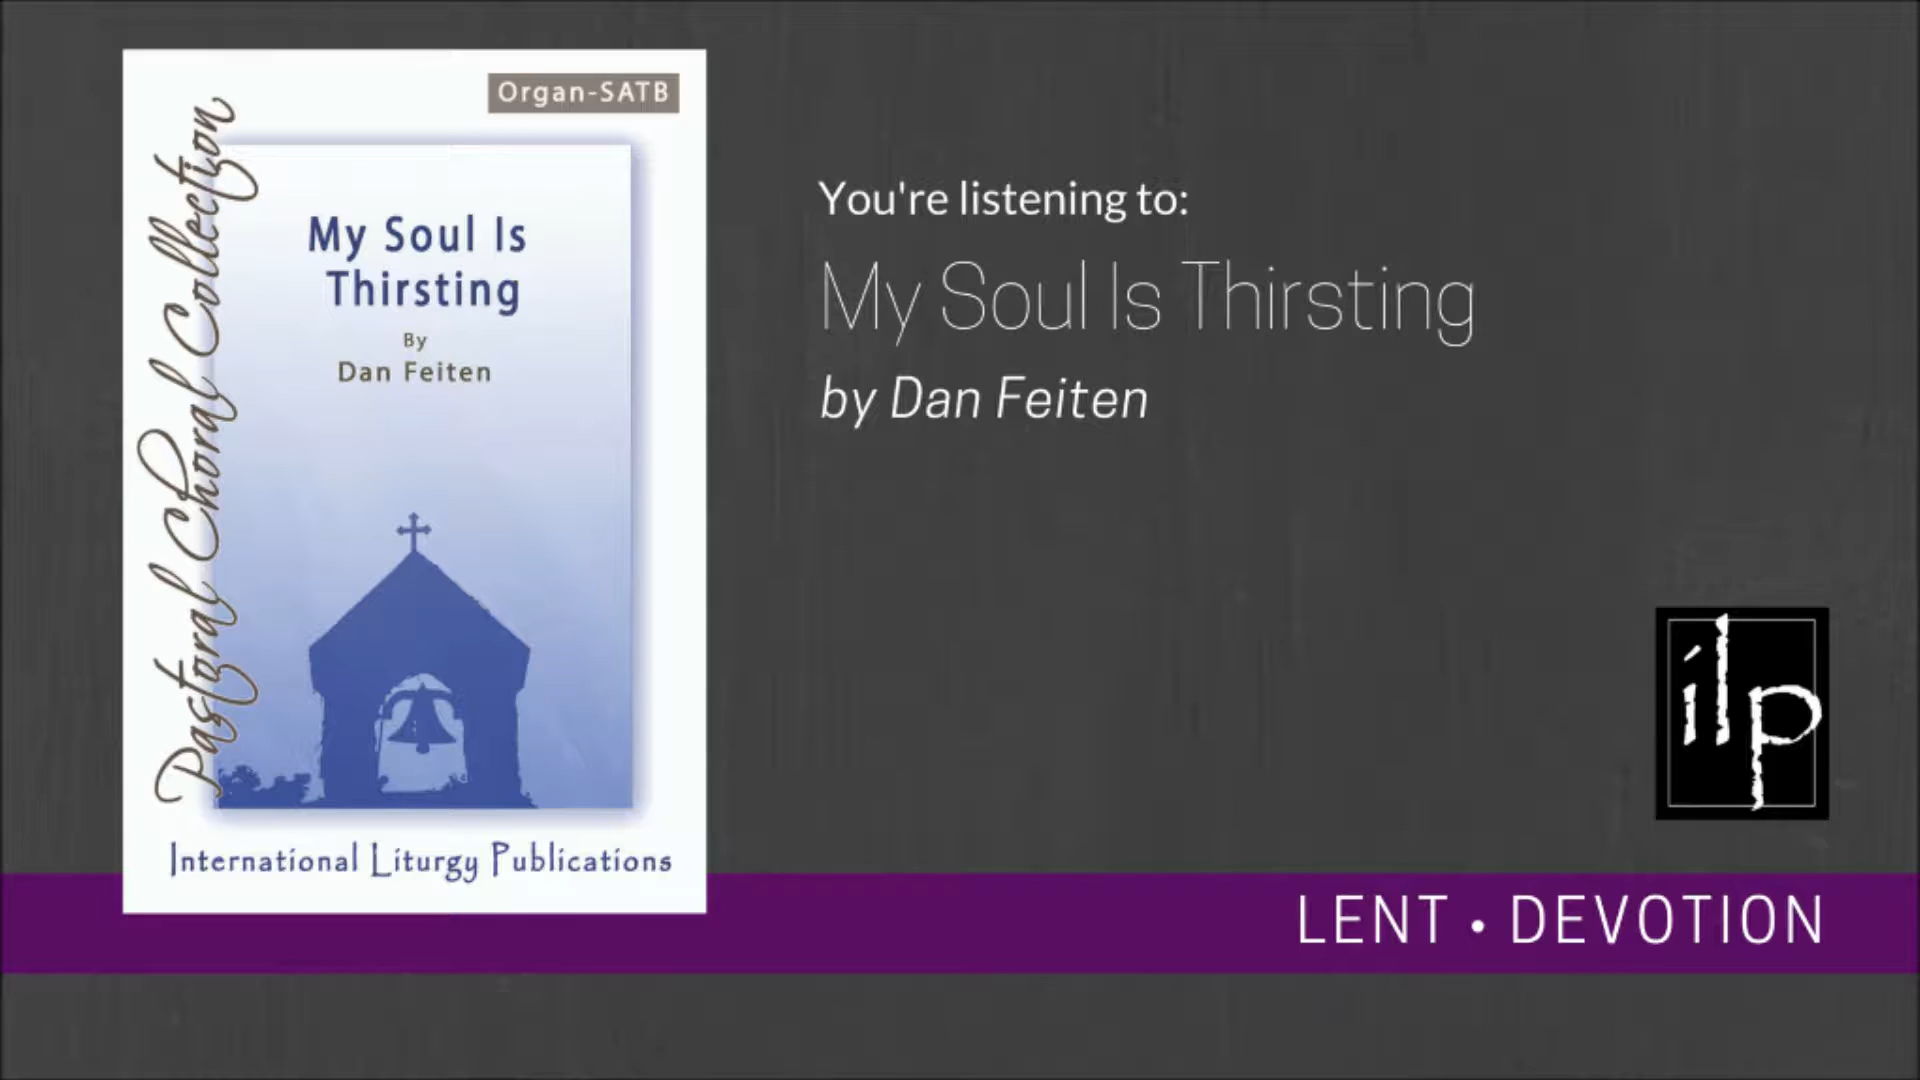 Organ-SATB
Pastoral Choral Collection
My Soul Is
Thirsting
By
Dan Feiten
International Liturgy Publications
You're listening to:
My Soul Is Thirsting
by Dan Feiten
ilp
LENT • DEVOTION